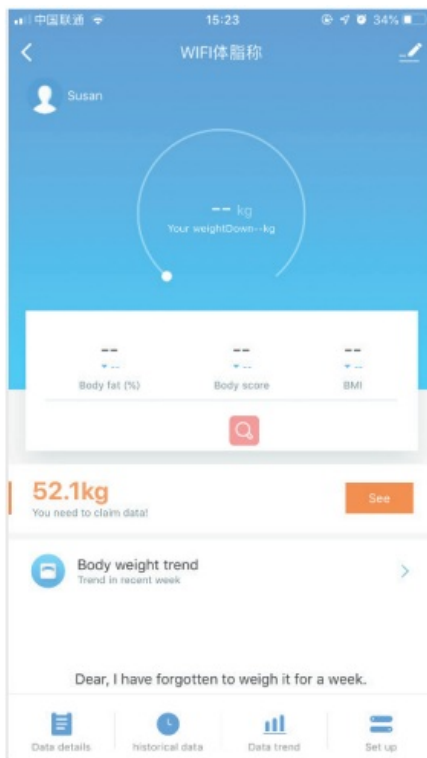 中国联通 15:23 34%
WIFI体脂称
Susan
-- kg
Your weightDown--kg
-- -- --
-- -- --
Body fat (%) Body score BMI
52.1kg
You need to claim data!
See
Body weight trend
Trend in recent week
Dear, I have forgotten to weigh it for a week.
Data details historical data Data trend Set up